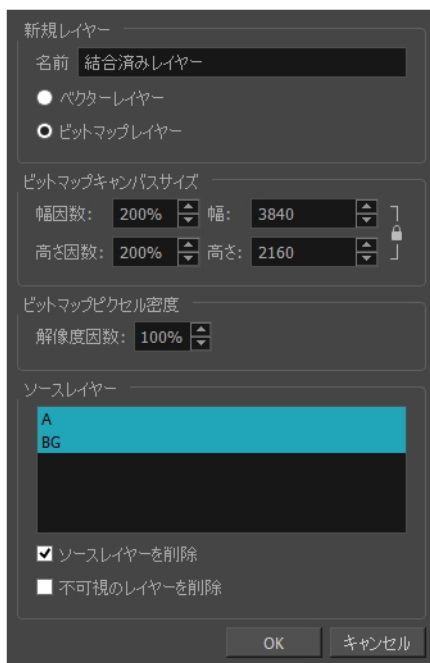 新規レイヤー
名前 結合済みレイヤー
ベクターレイヤー
ビットマップレイヤー
ビットマップキャンバスサイズ
幅因数: 200% 幅: 3840
高さ因数: 200% 高さ: 2160
ビットマップピクセル密度
解像度因数: 100%
ソースレイヤー
A
BG
ソースレイヤーを削除
不可視のレイヤーを削除
OK キャンセル